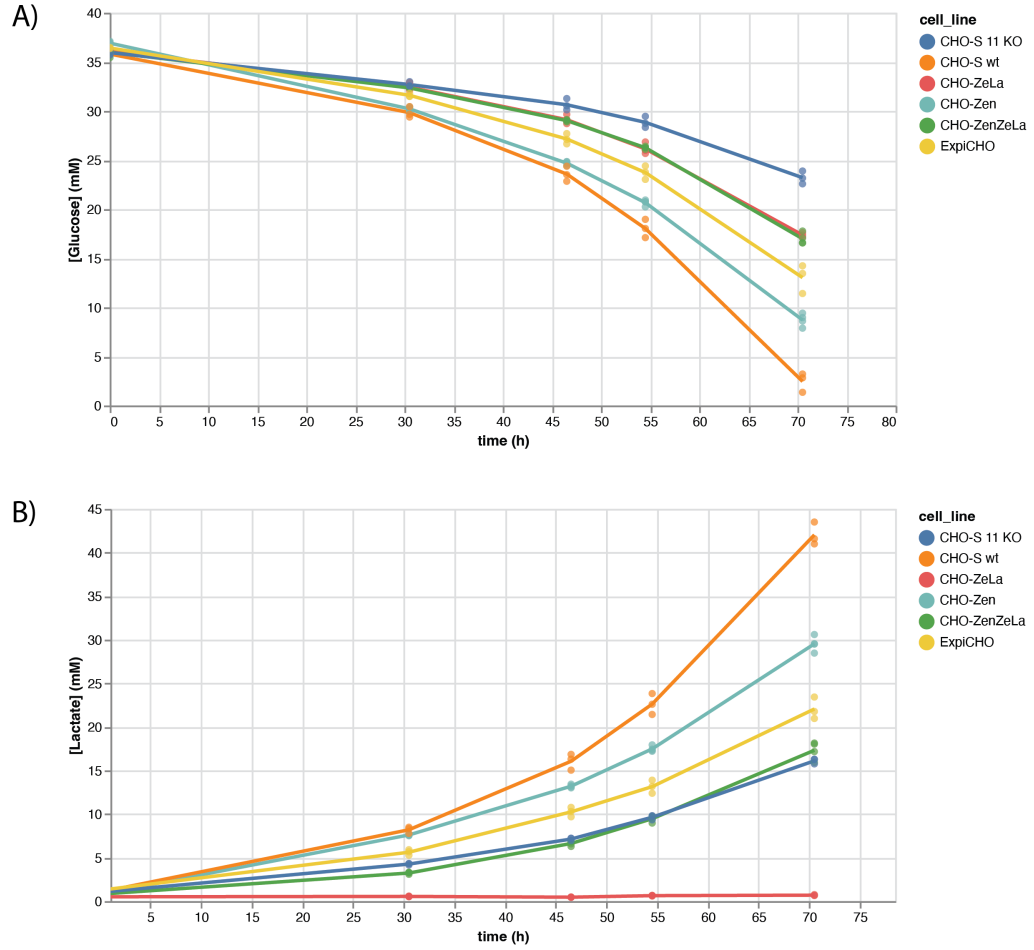 A)
40
35
30
25
20
15
10
5
0
[Glucose] (mM)
0 5 10 15 20 25 30 35 40 45 50 55 60 65 70 75 80
time (h)
cell_line
CHO-S 11 KO
CHO-S wt
CHO-ZeLa
CHO-Zen
CHO-ZenZeLa
ExpiCHO
B)
45
40
35
30
25
20
15
10
5
0
[Lactate] (mM)
5 10 15 20 25 30 35 40 45 50 55 60 65 70 75
time (h)
cell_line
CHO-S 11 KO
CHO-S wt
CHO-ZeLa
CHO-Zen
CHO-ZenZeLa
ExpiCHO